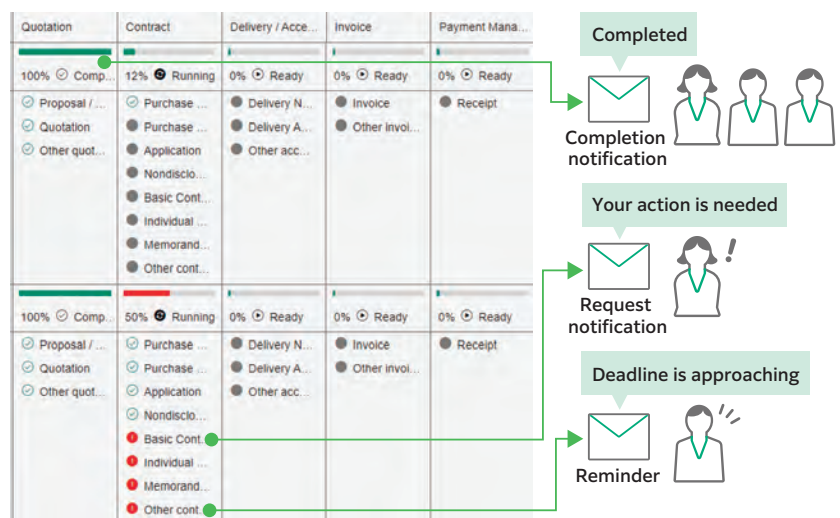 Quotation
Contract
Delivery / Acce...
Invoice
Payment Mana...
100% Comp...
12% Running
0% Ready
0% Ready
0% Ready
Proposal / ...
Quotation
Other quot...
Purchase ...
Purchase ...
Application
Nondisclo...
Basic Cont...
Individual ...
Memorand...
Other cont...
Delivery N...
Delivery A...
Other acc...
Invoice
Other invoi...
Receipt
100% Comp...
50% Running
0% Ready
0% Ready
0% Ready
Proposal / ...
Quotation
Other quot...
Purchase ...
Purchase ...
Application
Nondisclo...
Basic Cont...
Individual ...
Memorand...
Other cont...
Delivery N...
Delivery A...
Other acc...
Invoice
Other invoi...
Receipt
Completed
Completion
notification
Your action is needed
!
Request
notification
Deadline is approaching
Reminder